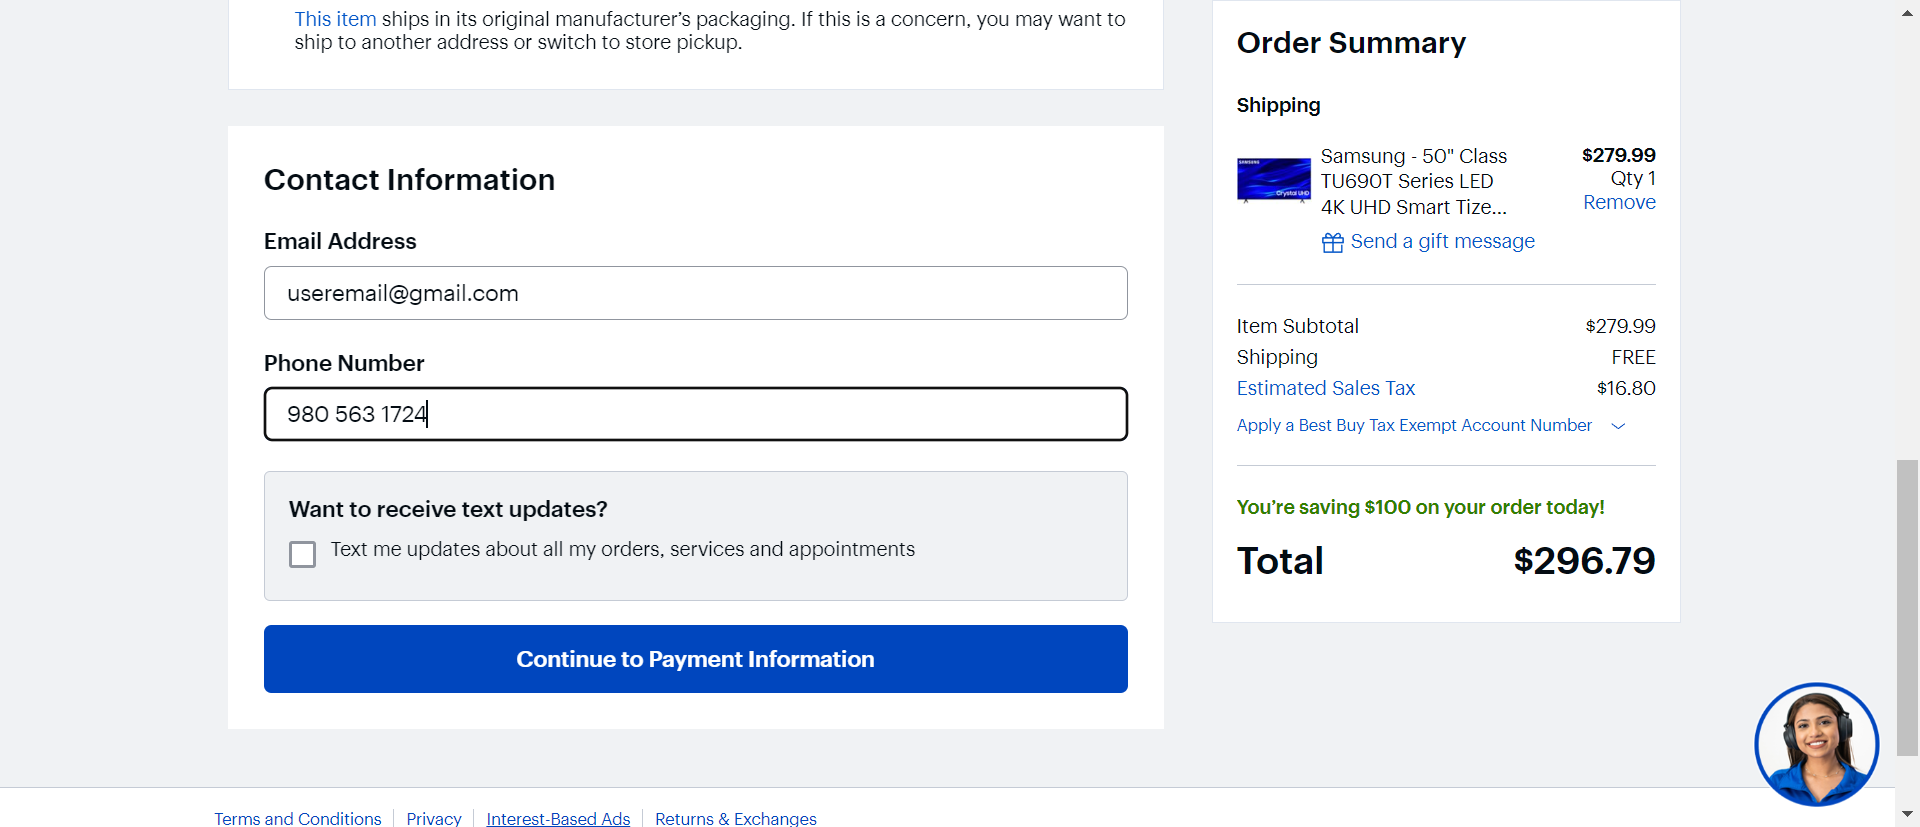 This item ships in its original manufacturer’s packaging. If this is a concern, you may want to
ship to another address or switch to store pickup.
Contact Information
Email Address
useremail@gmail.com
Phone Number
980 563 1724
Want to receive text updates?
Text me updates about all my orders, services and appointments
Continue to Payment Information
Order Summary
Shipping
SAMSUNG
Crystal UHD
Samsung - 50" Class
TU690T Series LED
4K UHD Smart Tize...
$279.99
Qty 1
Remove
Send a gift message
Item Subtotal $279.99
Shipping FREE
Estimated Sales Tax $16.80
Apply a Best Buy Tax Exempt Account Number
You’re saving $100 on your order today!
Total $296.79
Terms and Conditions Privacy Interest-Based Ads Returns & Exchanges